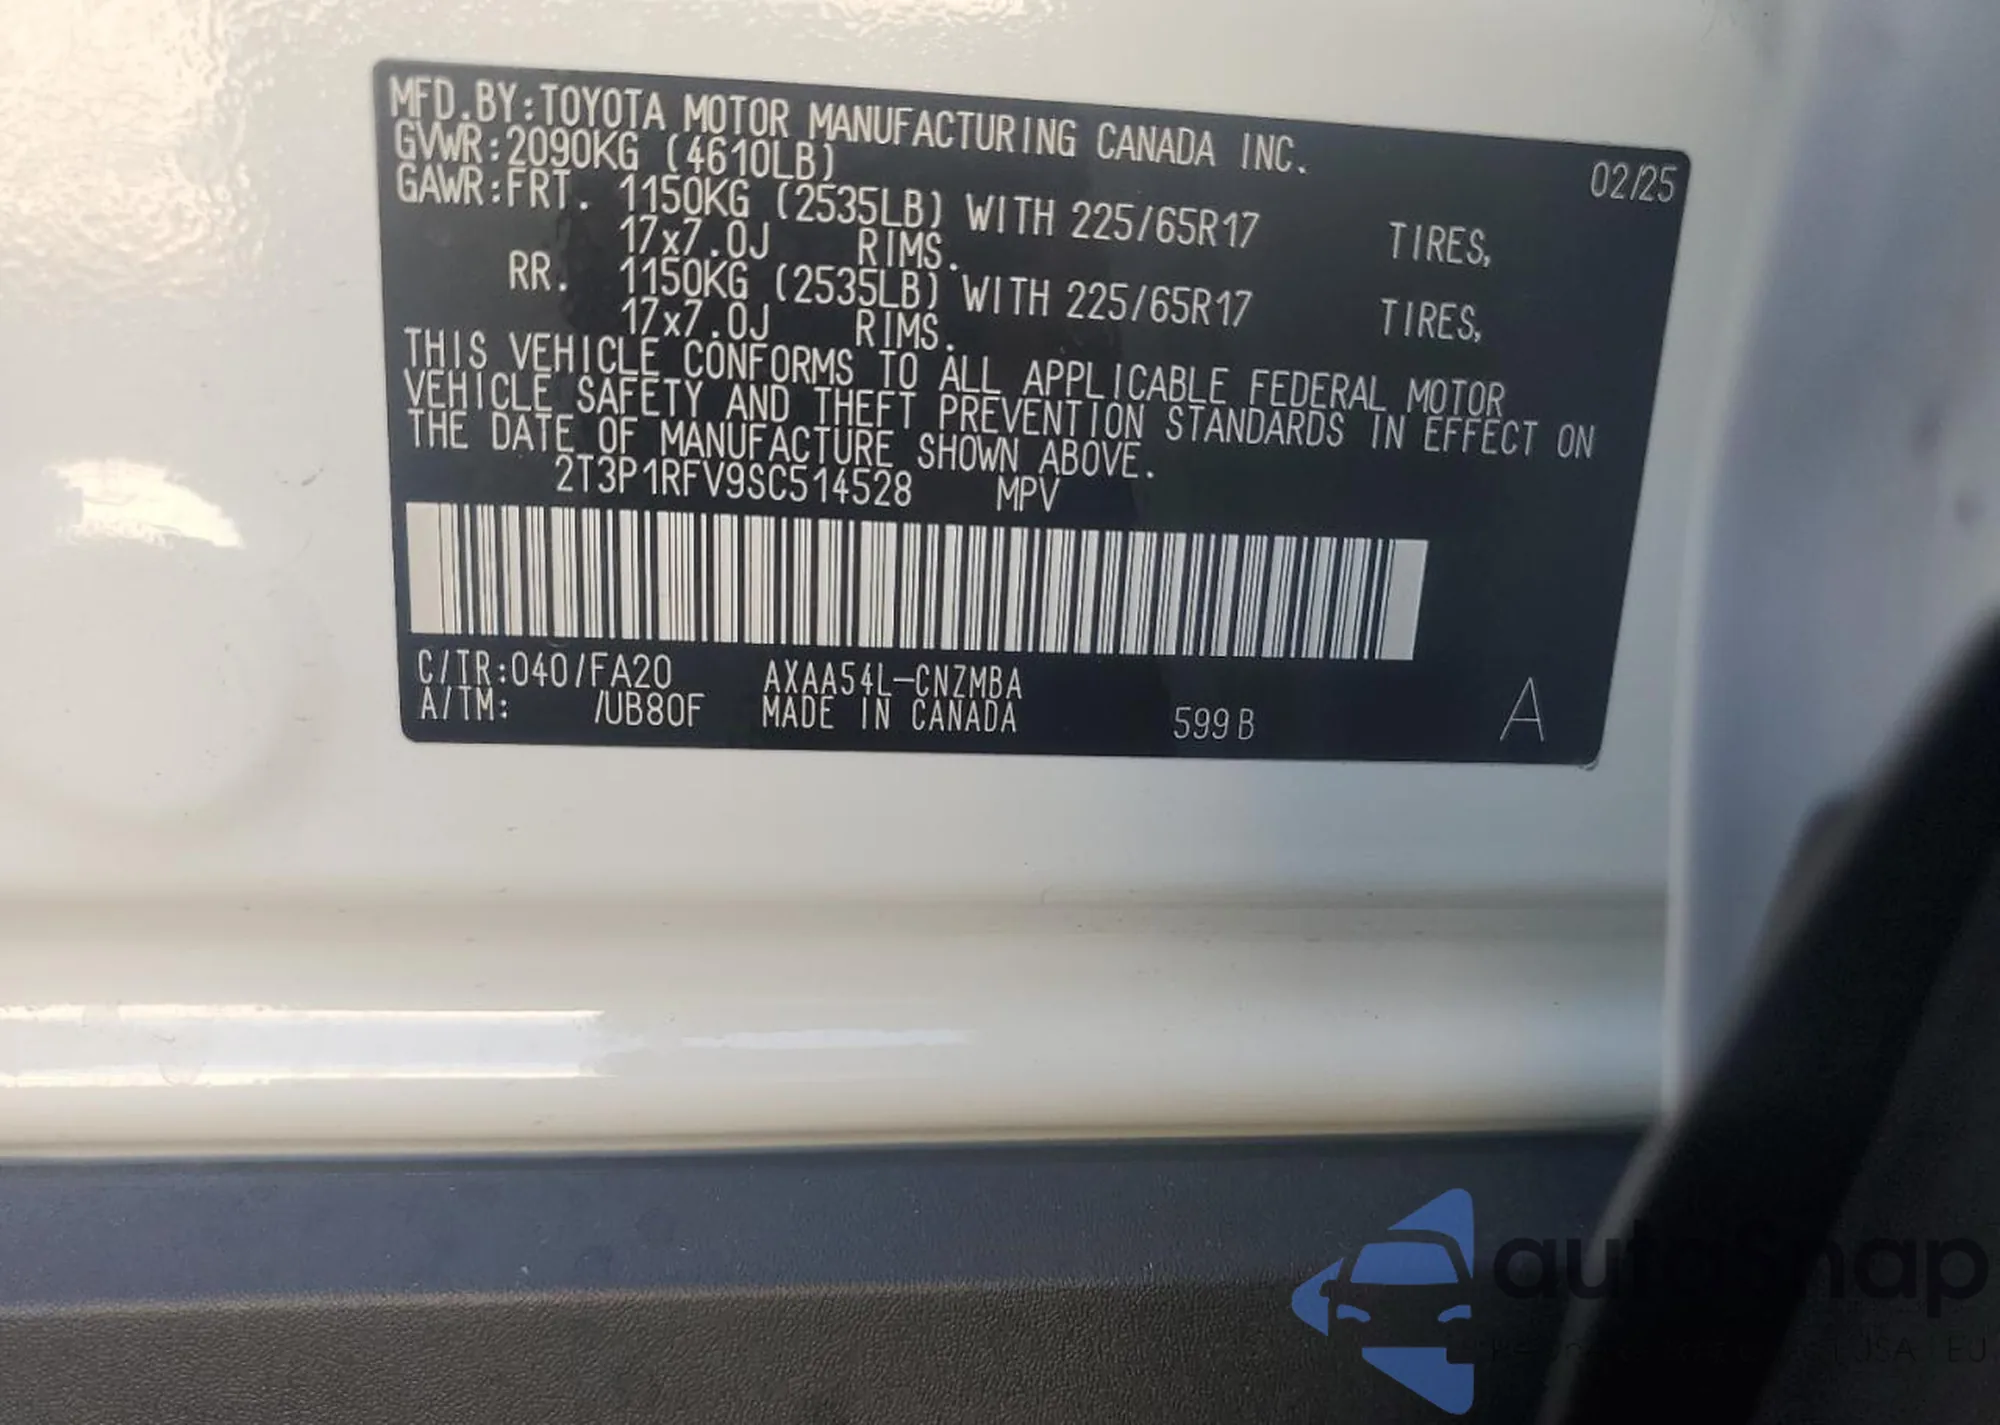 MFD.BY:TOYOTA MOTOR MANUFACTURING CANADA INC. 02/25
GVWR:2090KG (4610LB)
GAWR:FRT. 1150KG (2535LB) WITH 225/65R17 TIRES,
17x7.0J RIMS.
RR. 1150KG (2535LB) WITH 225/65R17 TIRES,
17x7.0J RIMS.
THIS VEHICLE CONFORMS TO ALL APPLICABLE FEDERAL MOTOR
VEHICLE SAFETY AND THEFT PREVENTION STANDARDS IN EFFECT ON
THE DATE OF MANUFACTURE SHOWN ABOVE.
2T3P1RFV9SC514528 MPV
C/TR:040/FA20 AXAA54L-CNZMBA
A/TM: /UB80F MADE IN CANADA 599B A
autosnap
EU